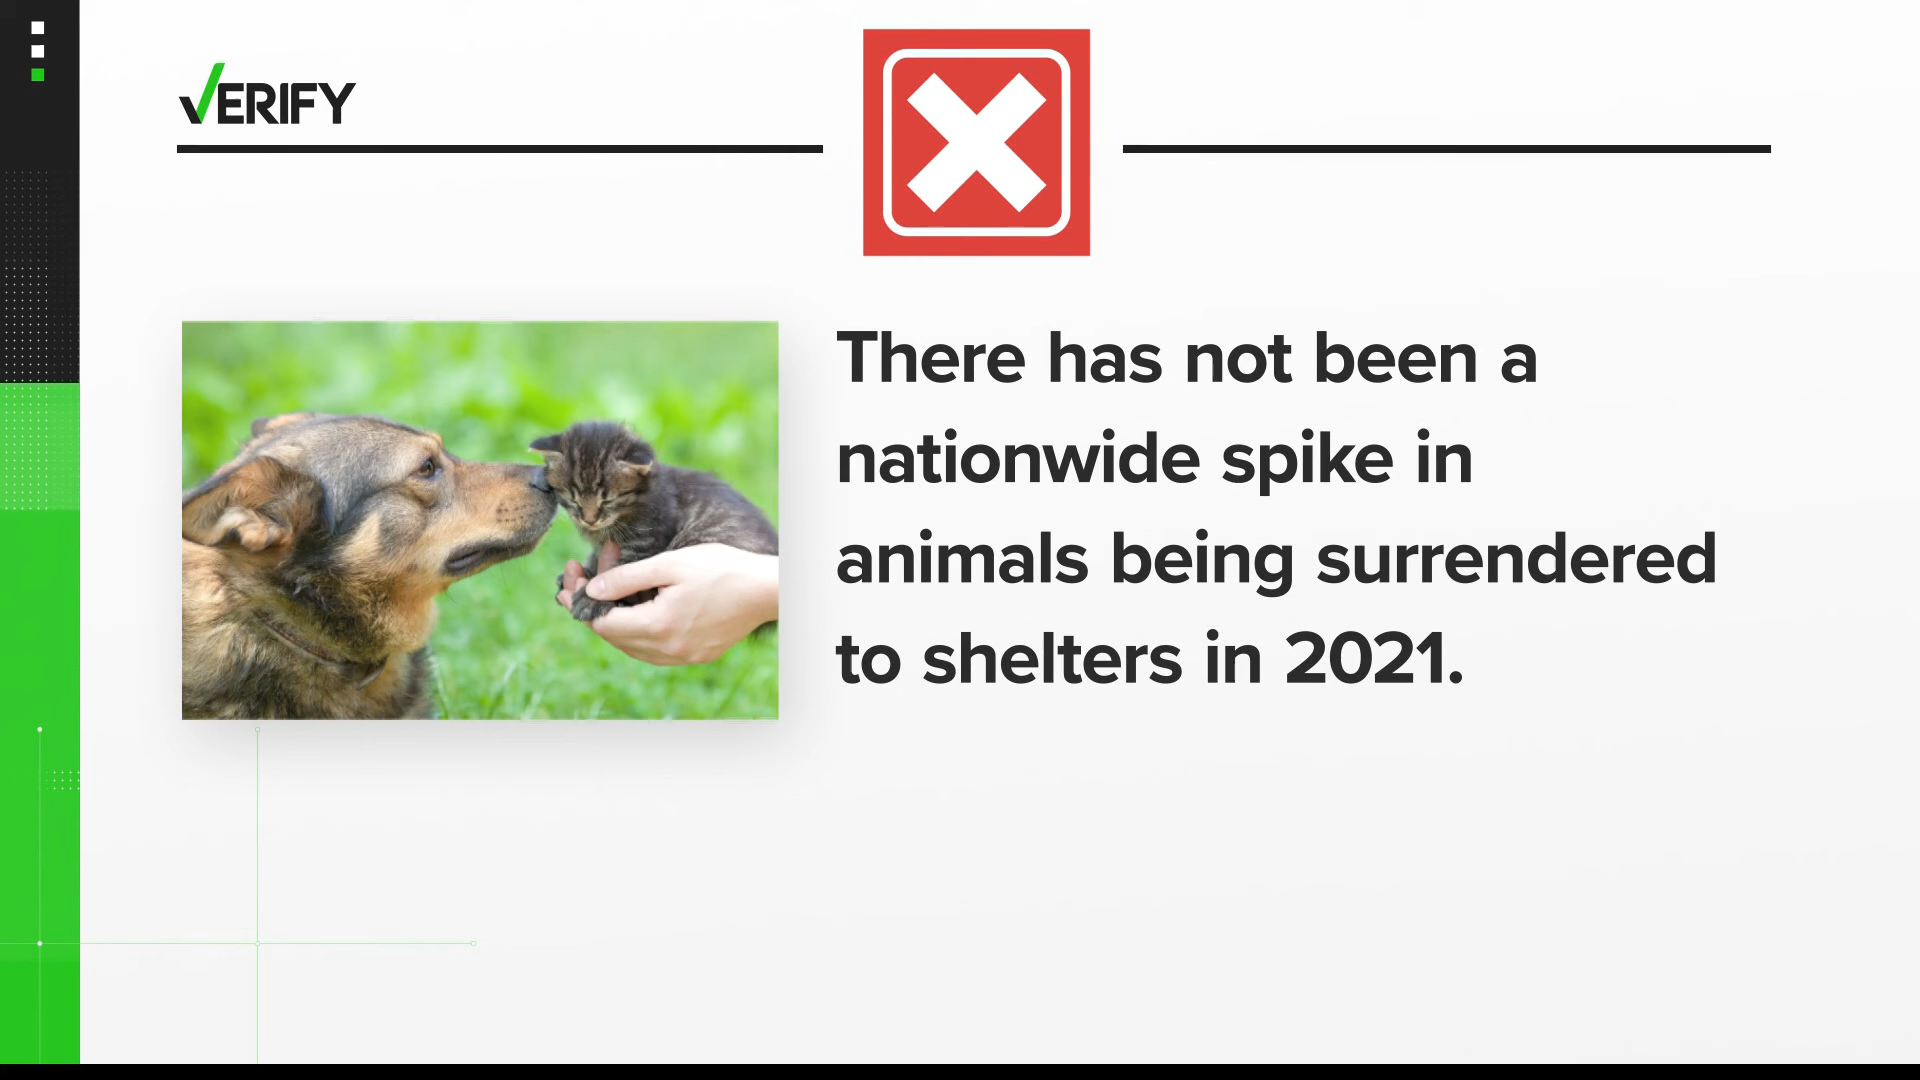 VERIFY
There has not been a
nationwide spike in
animals being surrendered
to shelters in 2021.